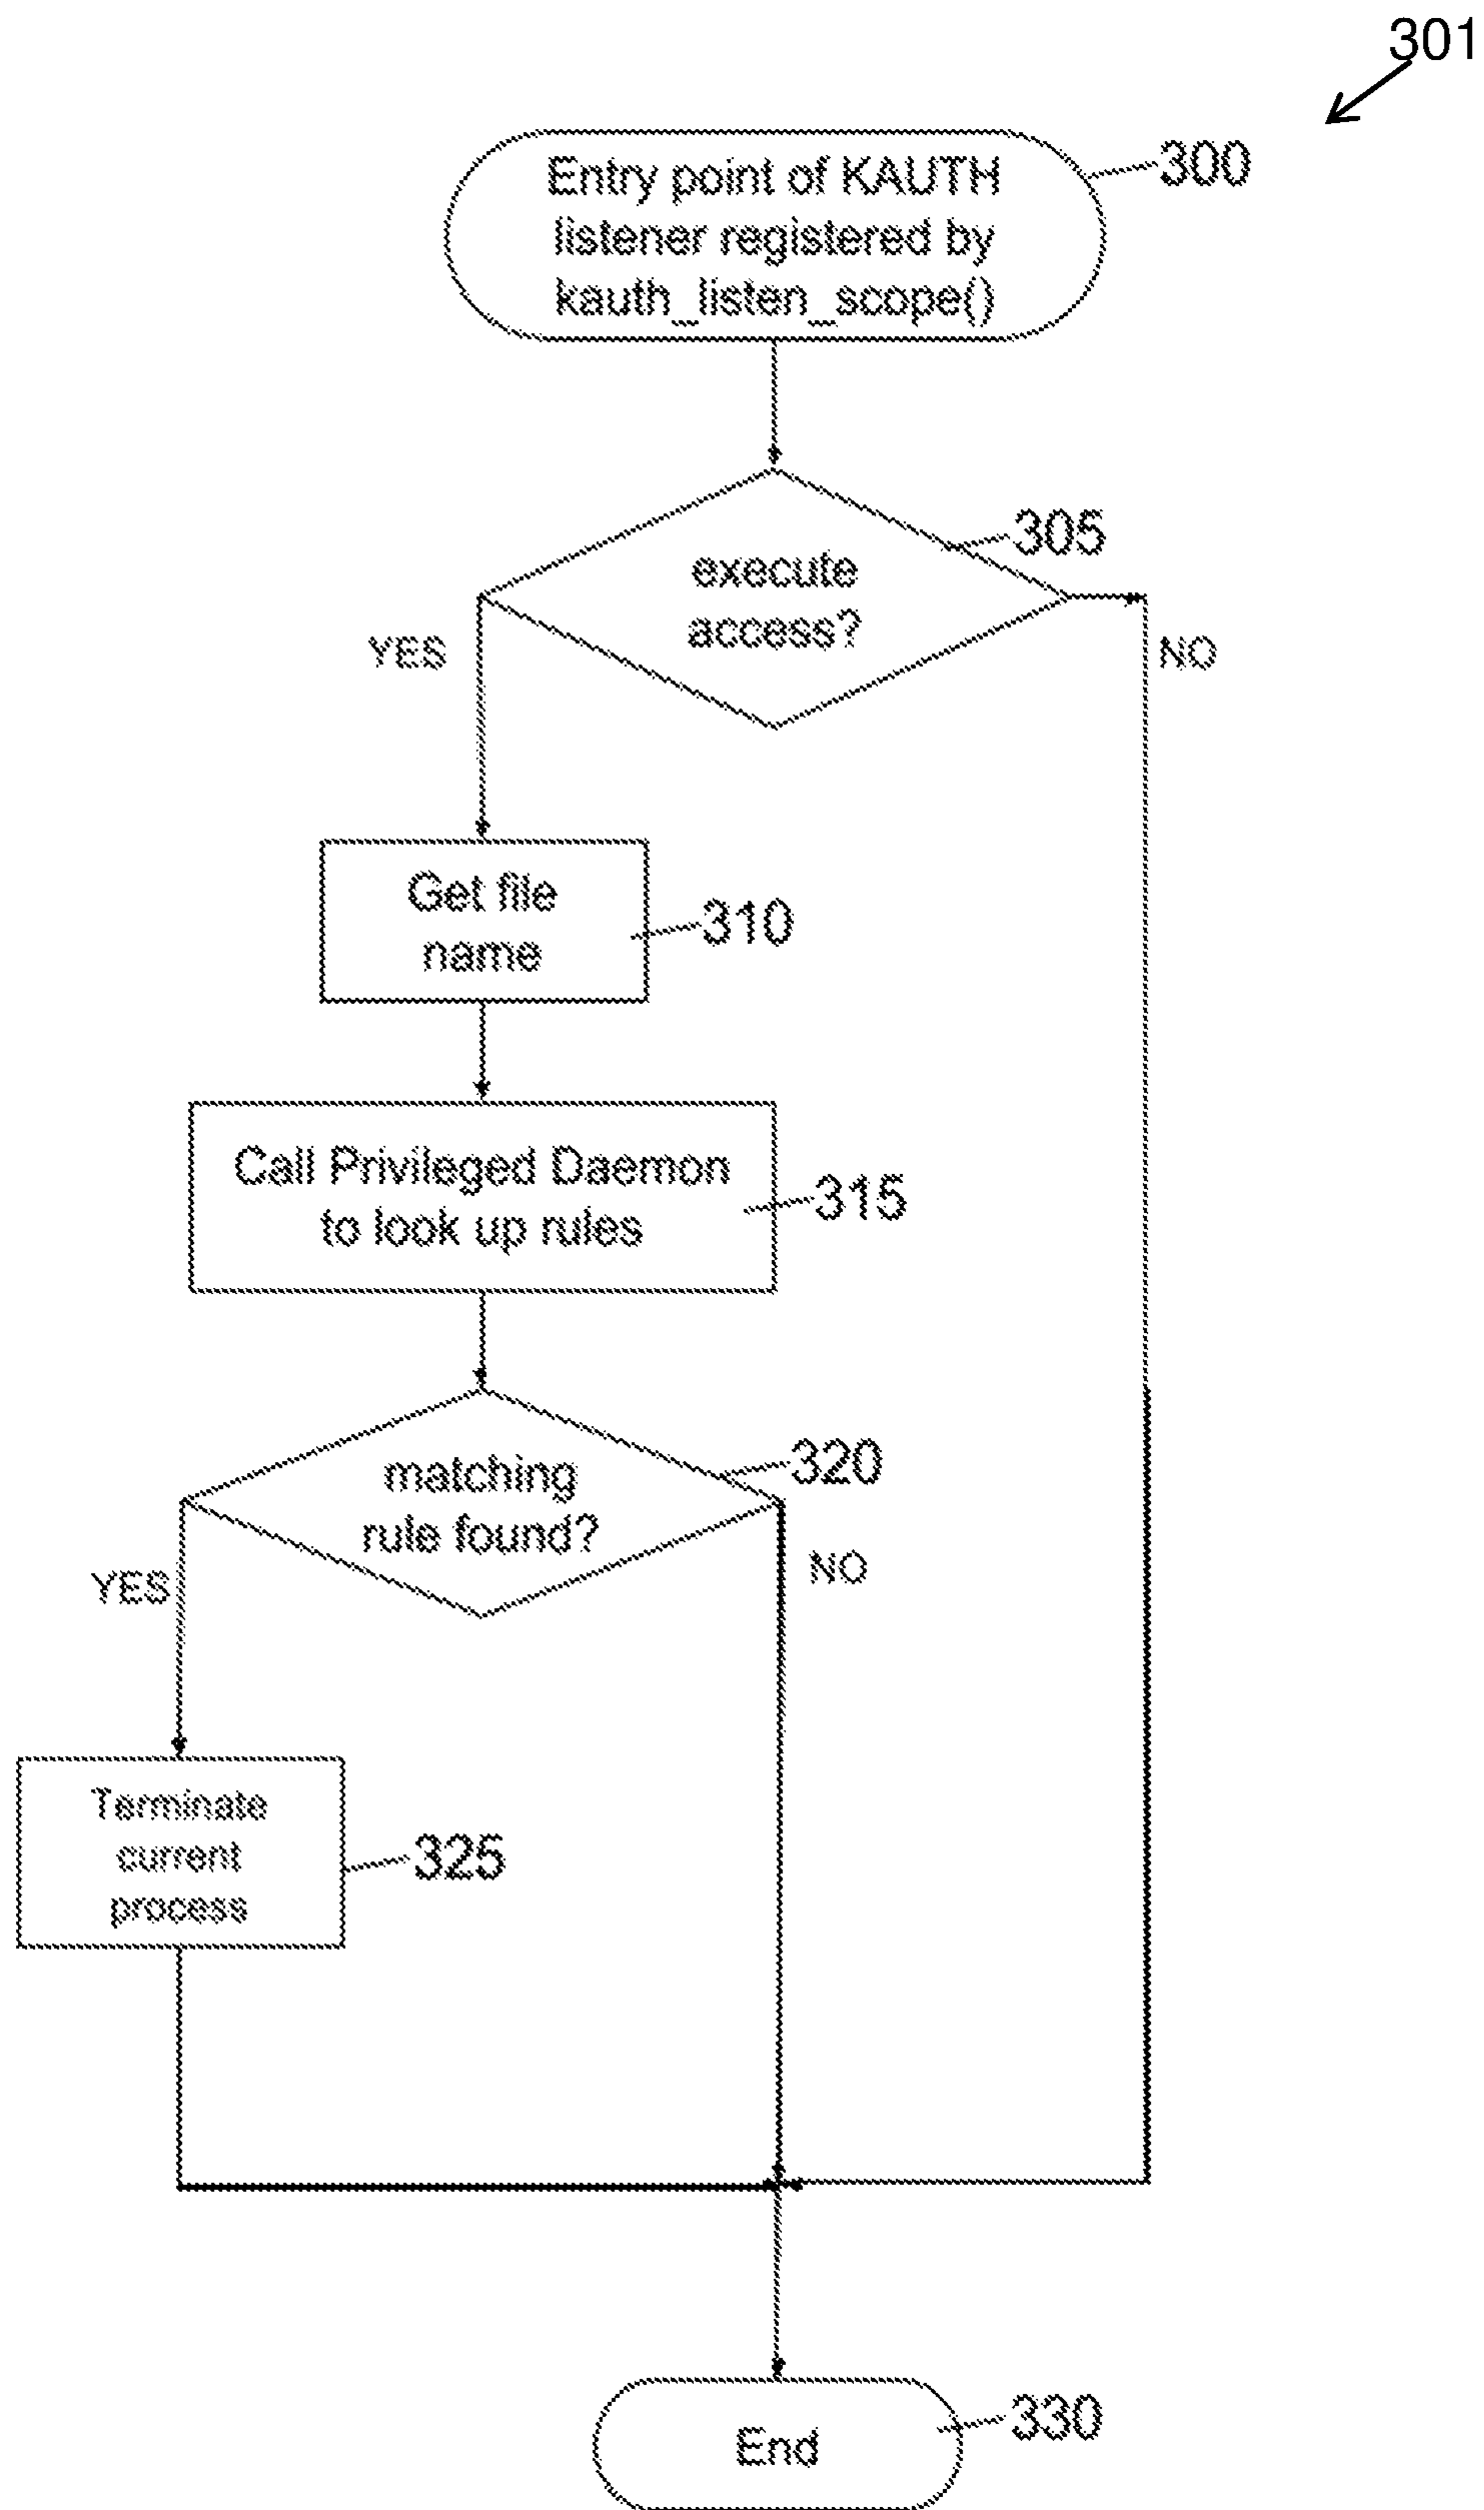 301
Entry point of KAUTH
listener registered by
kauth_listen_scope()
300
execute
access?
305
YES
NO
Get file
name
310
Call Privileged Daemon
to look up rules
315
matching
rule found?
320
YES
NO
Terminate
current
process
325
End
330